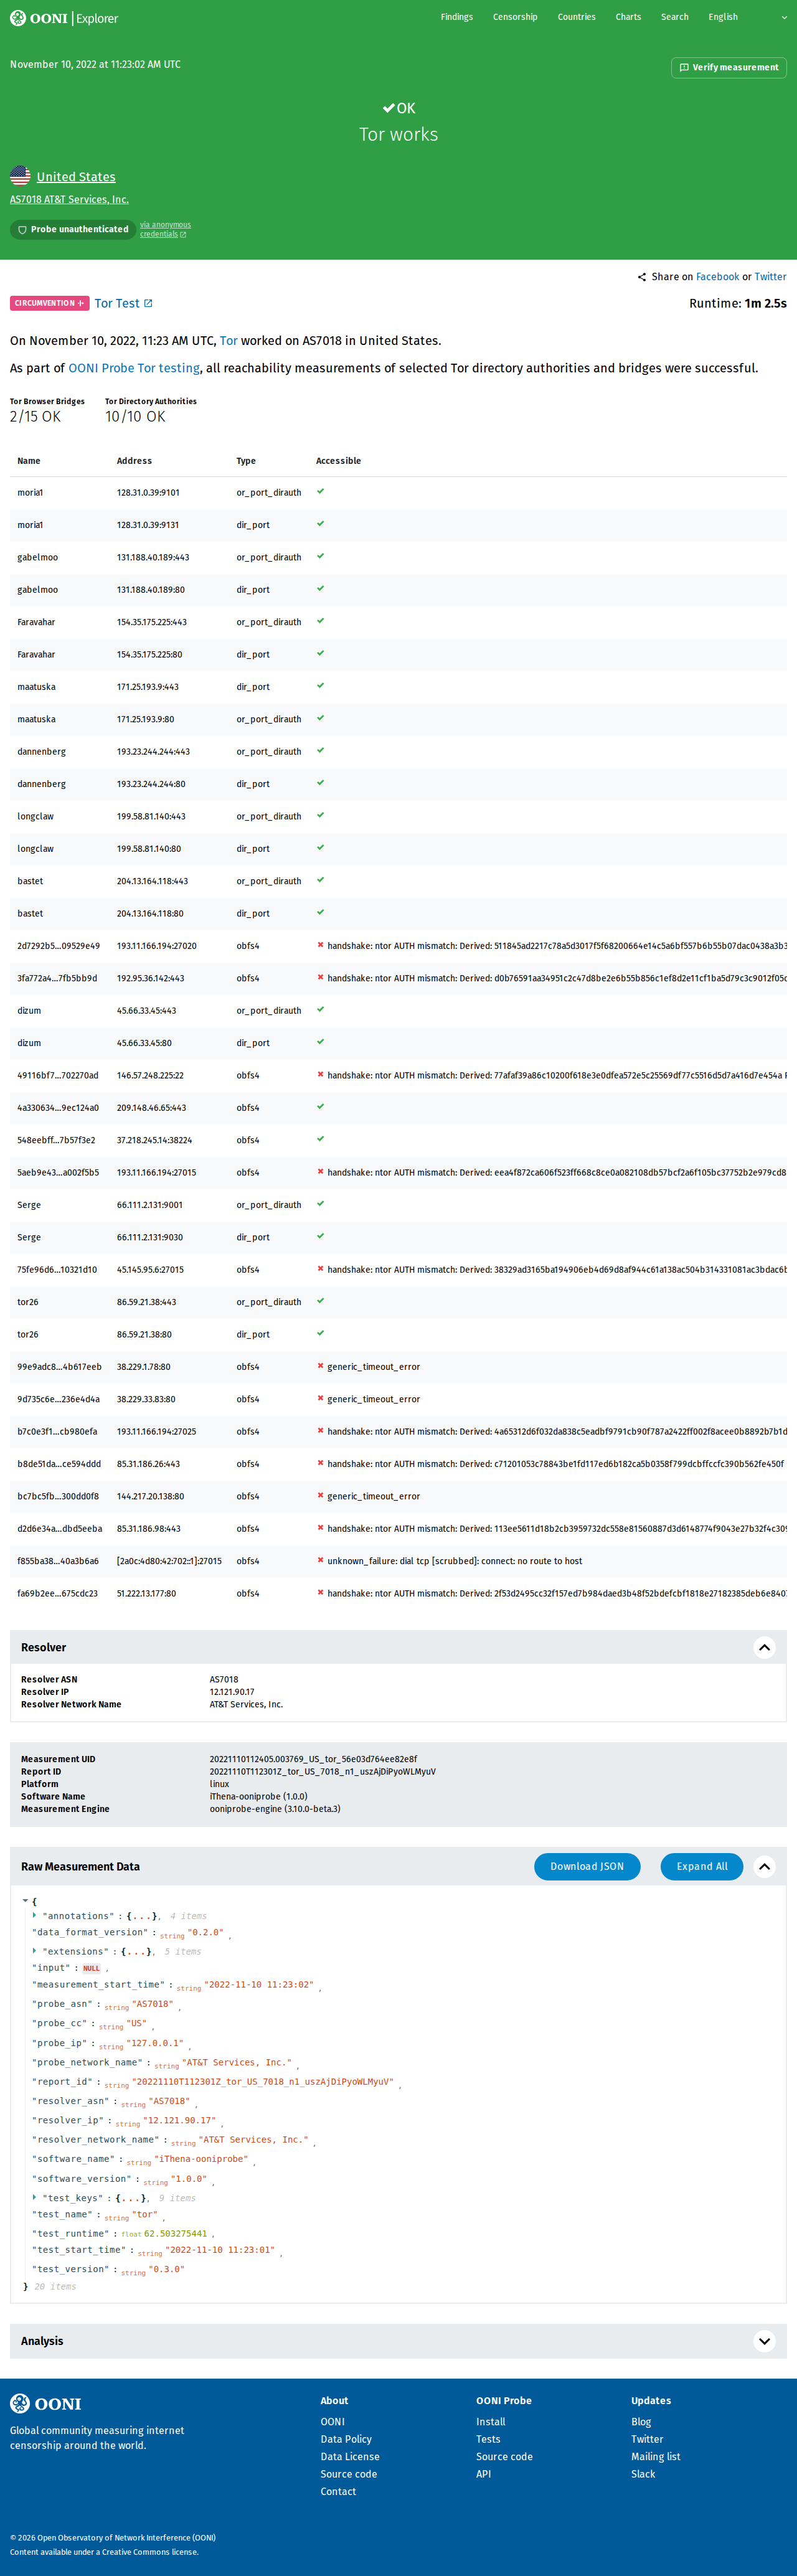 OONI Explorer
Findings Censorship Countries Charts Search English
November 10, 2022 at 11:23:02 AM UTC
Verify measurement
OK
Tor works
United States
AS7018 AT&T Services, Inc.
Probe unauthenticated
via anonymous
credentials
Share on Facebook or Twitter
CIRCUMVENTION Tor Test
Runtime: 1m 2.5s
On November 10, 2022, 11:23 AM UTC, Tor worked on AS7018 in United States.
As part of OONI Probe Tor testing, all reachability measurements of selected Tor directory authorities and bridges were successful.
Tor Browser Bridges Tor Directory Authorities
2/15 OK 10/10 OK
Name Address Type Accessible
moria1 128.31.0.39:9101 or_port_dirauth
moria1 128.31.0.39:9131 dir_port
gabelmoo 131.188.40.189:443 or_port_dirauth
gabelmoo 131.188.40.189:80 dir_port
Faravahar 154.35.175.225:443 or_port_dirauth
Faravahar 154.35.175.225:80 dir_port
maatuska 171.25.193.9:443 dir_port
maatuska 171.25.193.9:80 or_port_dirauth
dannenberg 193.23.244.244:443 or_port_dirauth
dannenberg 193.23.244.244:80 dir_port
longclaw 199.58.81.140:443 or_port_dirauth
longclaw 199.58.81.140:80 dir_port
bastet 204.13.164.118:443 or_port_dirauth
bastet 204.13.164.118:80 dir_port
2d7292b5...09529e49 193.11.166.194:27020 obfs4 handshake: ntor AUTH mismatch: Derived: 511845ad2217c78a5d3017f5f68200664e14c5a6bf557b6b55b07dac0438a3b3
3fa772a4...7fb5bb9d 192.95.36.142:443 obfs4 handshake: ntor AUTH mismatch: Derived: d0b76591aa34951c2c47d8be2e6b55b856c1ef8d2e11cf1ba5d79c3c9012f05c
dizum 45.66.33.45:443 or_port_dirauth
dizum 45.66.33.45:80 dir_port
49116bf7...702270ad 146.57.248.225:22 obfs4 handshake: ntor AUTH mismatch: Derived: 77afaf39a86c10200f618e3e0dfea572e5c25569df77c5516d5d7a416d7e454a
4a330634...9ec124a0 209.148.46.65:443 obfs4
548eebff...7b57f3e2 37.218.245.14:38224 obfs4
5aeb9e43...a002f5b5 193.11.166.194:27015 obfs4 handshake: ntor AUTH mismatch: Derived: eea4f872ca606f523ff668c8ce0a082108db57bcf2a6f105bc37752b2e979cd8
Serge 66.111.2.131:9001 or_port_dirauth
Serge 66.111.2.131:9030 dir_port
75fe96d6...10321d10 45.145.95.6:27015 obfs4 handshake: ntor AUTH mismatch: Derived: 38329ad3165ba194906eb4d69d8af944c61a138ac504b314331081ac3bdac6b
tor26 86.59.21.38:443 or_port_dirauth
tor26 86.59.21.38:80 dir_port
99e9adc8...4b617eeb 38.229.1.78:80 obfs4 generic_timeout_error
9d735c6e...236e4d4a 38.229.33.83:80 obfs4 generic_timeout_error
b7c0e3f1...cb980efa 193.11.166.194:27025 obfs4 handshake: ntor AUTH mismatch: Derived: 4a65312d6f032da838c5eadbf9791cb90f787a2422ff002f8acee0b8892b7b1d
b8de51da...ce594ddd 85.31.186.26:443 obfs4 handshake: ntor AUTH mismatch: Derived: c71201053c78843be1fd117ed6b182ca5b0358f799dcbffccfc390b562fe450f
bc7bc5fb...300dd0f8 144.217.20.138:80 obfs4 generic_timeout_error
d2d6e34a...dbd5eeba 85.31.186.98:443 obfs4 handshake: ntor AUTH mismatch: Derived: 113ee5611d18b2cb3959732dc558e81560887d3d6148774f9043e27b32f4c309
f855ba38...40a3b6a6 [2a0c:4d80:42:702::1]:27015 obfs4 unknown_failure: dial tcp [scrubbed]: connect: no route to host
fa69b2ee...675cdc23 51.222.13.177:80 obfs4 handshake: ntor AUTH mismatch: Derived: 2f53d2495cc32f157ed7b984daed3b48f52bdefcbf1818e27182385deb6e840
Resolver
Resolver ASN AS7018
Resolver IP 12.121.90.17
Resolver Network Name AT&T Services, Inc.
Measurement UID 20221110112405.003769_US_tor_56e03d764ee82e8f
Report ID 20221110T112301Z_tor_US_7018_n1_uszAjDiPyoWLMyuV
Platform linux
Software Name iThena-ooniprobe (1.0.0)
Measurement Engine ooniprobe-engine (3.10.0-beta.3)
Raw Measurement Data Download JSON Expand All
{
"annotations" : {...}, 4 items
"data_format_version" : string "0.2.0" ,
"extensions" : {...}, 5 items
"input" : NULL ,
"measurement_start_time" : string "2022-11-10 11:23:02" ,
"probe_asn" : string "AS7018" ,
"probe_cc" : string "US" ,
"probe_ip" : string "127.0.0.1" ,
"probe_network_name" : string "AT&T Services, Inc." ,
"report_id" : string "20221110T112301Z_tor_US_7018_n1_uszAjDiPyoWLMyuV" ,
"resolver_asn" : string "AS7018" ,
"resolver_ip" : string "12.121.90.17" ,
"resolver_network_name" : string "AT&T Services, Inc." ,
"software_name" : string "iThena-ooniprobe" ,
"software_version" : string "1.0.0" ,
"test_keys" : {...}, 9 items
"test_name" : string "tor" ,
"test_runtime" : float 62.503275441 ,
"test_start_time" : string "2022-11-10 11:23:01" ,
"test_version" : string "0.3.0"
} 20 items
Analysis
OONI
Global community measuring internet
censorship around the world.
About
OONI
Data Policy
Data License
Source code
Contact
OONI Probe
Install
Tests
Source code
API
Updates
Blog
Twitter
Mailing list
Slack
© 2026 Open Observatory of Network Interference (OONI)
Content available under a Creative Commons license.